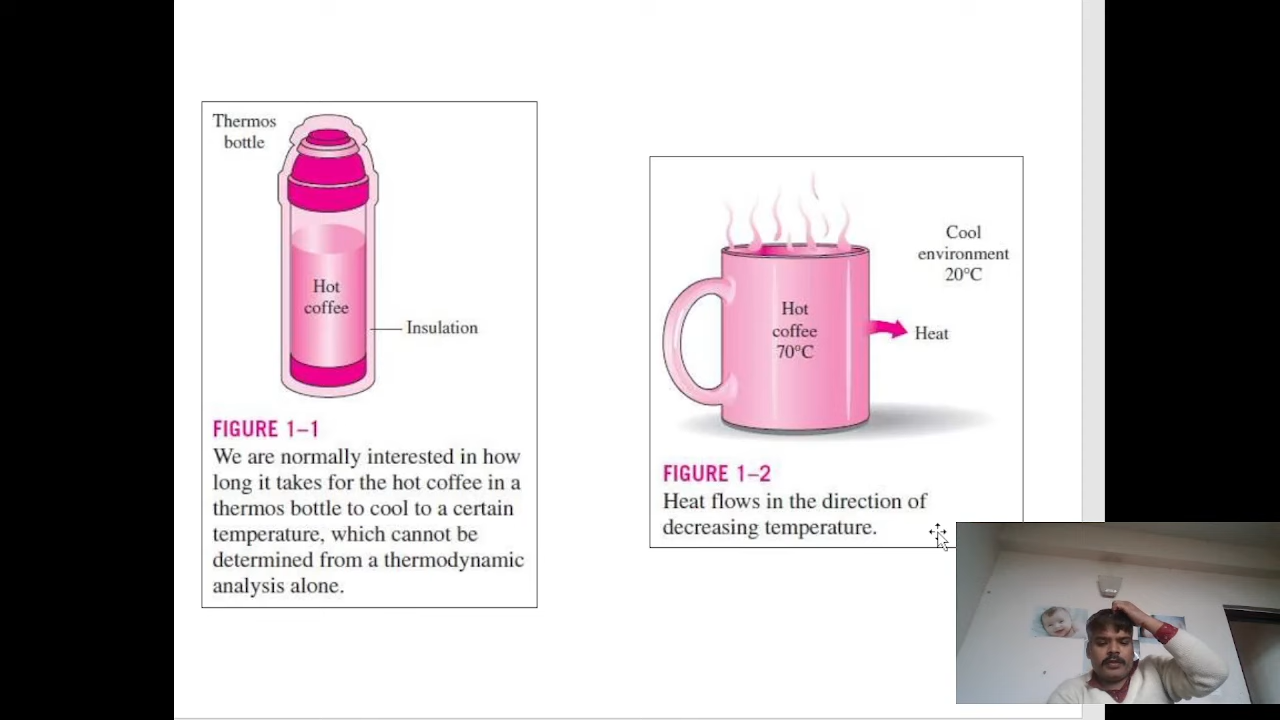 Thermos
bottle
Hot
coffee
Insulation
FIGURE 1–1
We are normally interested in how
long it takes for the hot coffee in a
thermos bottle to cool to a certain
temperature, which cannot be
determined from a thermodynamic
analysis alone.
Cool
environment
20°C
Hot
coffee
70°C
Heat
FIGURE 1–2
Heat flows in the direction of
decreasing temperature.